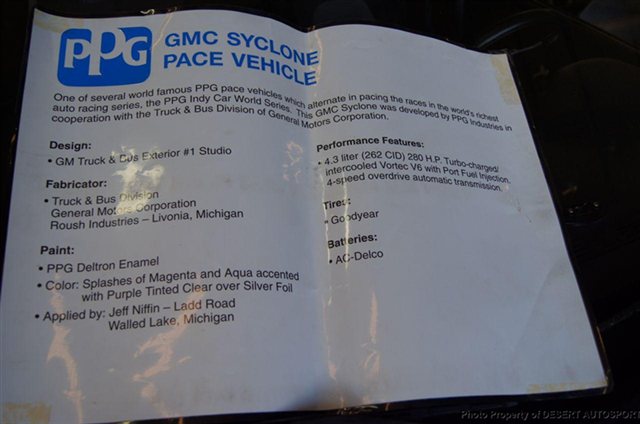 PPG
GMC SYCLONE
PACE VEHICLE
One of several world famous PPG pace vehicles which alternate in pacing the races in the world's richest
auto racing series, the PPG Indy Car World Series. This GMC Syclone was developed by PPG Industries in
cooperation with the Truck & Bus Division of General Motors Corporation.
Design:
• GM Truck & Bus Exterior #1 Studio
Fabricator:
• Truck & Bus Division
General Motors Corporation
Roush Industries – Livonia, Michigan
Paint:
• PPG Deltron Enamel
• Color: Splashes of Magenta and Aqua accented
with Purple Tinted Clear over Silver Foil
• Applied by: Jeff Niffin – Ladd Road
Walled Lake, Michigan
Performance Features:
• 4.3 liter (262 CID) 280 H.P. Turbo-charged/
intercooled Vortec V6 with Port Fuel Injection.
4-speed overdrive automatic transmission.
Tires:
• Goodyear
Batteries:
• AC-Delco
Photo Property of DESERT AUTOSPORT